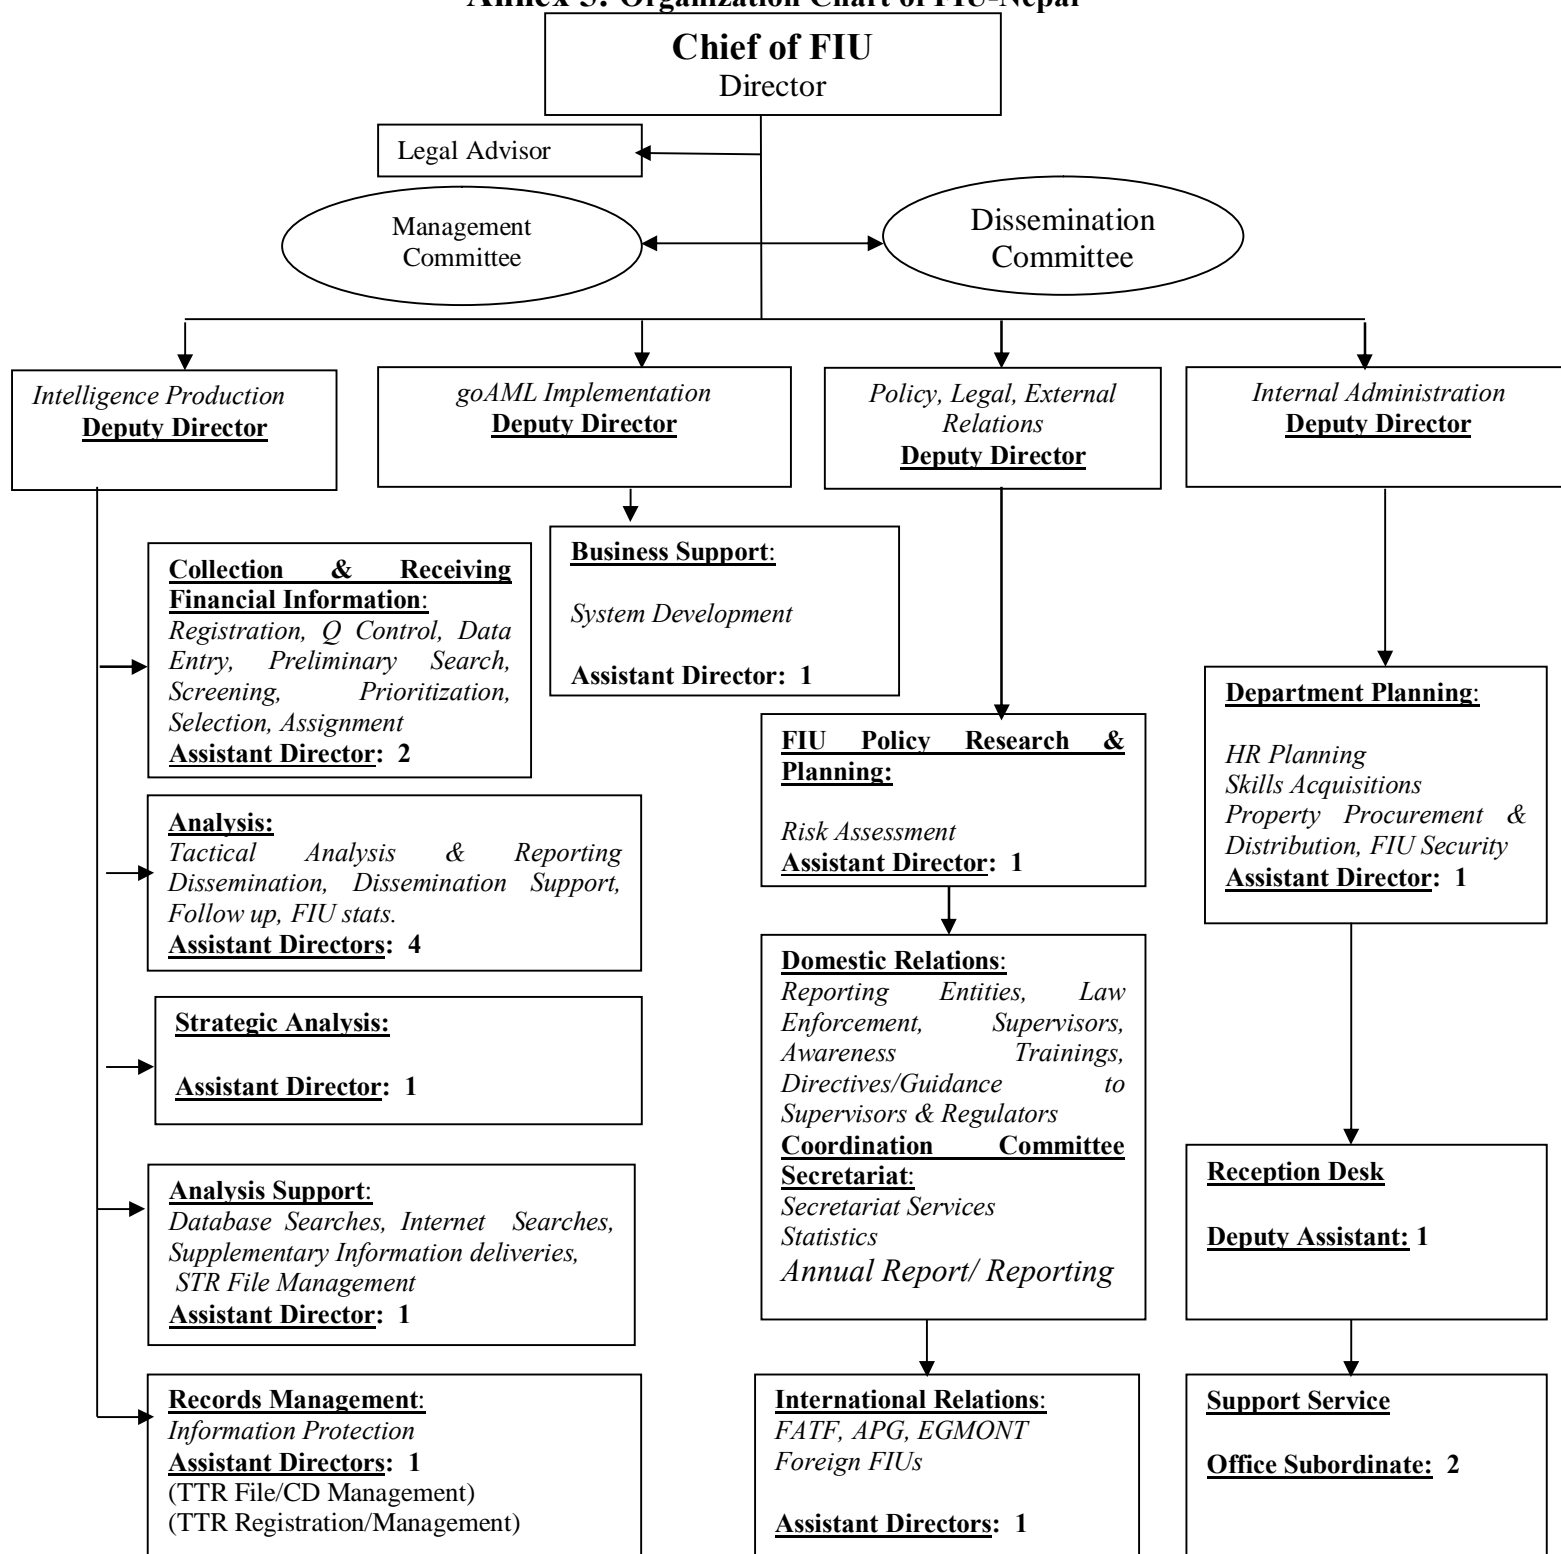 Annex 5: Organization Chart of FIU-Nepal
Chief of FIU
Director
Legal Advisor
Management
Committee
Dissemination
Committee
Intelligence Production
Deputy Director
goAML Implementation
Deputy Director
Policy, Legal, External
Relations
Deputy Director
Internal Administration
Deputy Director
Collection & Receiving
Financial Information:
Registration, Q Control, Data
Entry, Preliminary Search,
Screening, Prioritization,
Selection, Assignment
Assistant Director: 2
Analysis:
Tactical Analysis & Reporting
Dissemination, Dissemination Support,
Follow up, FIU stats.
Assistant Directors: 4
Strategic Analysis:
Assistant Director: 1
Analysis Support:
Database Searches, Internet Searches,
Supplementary Information deliveries,
STR File Management
Assistant Director: 1
Records Management:
Information Protection
Assistant Directors: 1
(TTR File/CD Management)
(TTR Registration/Management)
Business Support:
System Development
Assistant Director: 1
FIU Policy Research &
Planning:
Risk Assessment
Assistant Director: 1
Domestic Relations:
Reporting Entities, Law
Enforcement, Supervisors,
Awareness Trainings,
Directives/Guidance to
Supervisors & Regulators
Coordination Committee
Secretariat:
Secretariat Services
Statistics
Annual Report/ Reporting
International Relations:
FATF, APG, EGMONT
Foreign FIUs
Assistant Directors: 1
Department Planning:
HR Planning
Skills Acquisitions
Property Procurement &
Distribution, FIU Security
Assistant Director: 1
Reception Desk
Deputy Assistant: 1
Support Service
Office Subordinate: 2